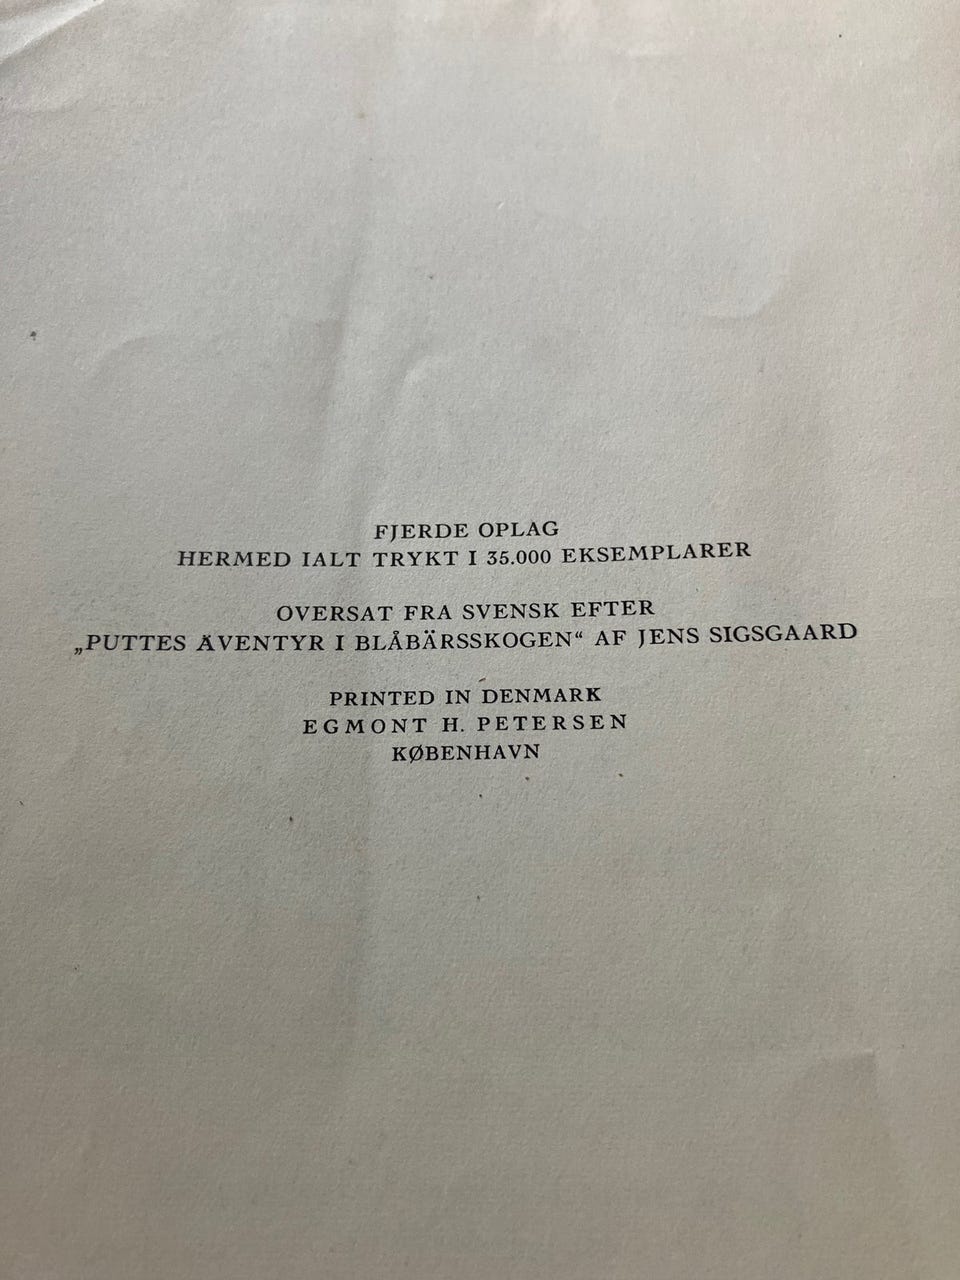 FJERDE OPLAG
HERMED IALT TRYKT I 35.000 EKSEMPLARER
OVERSAT FRA SVENSK EFTER
„PUTTES ÄVENTYR I BLÅBÄRSSKOGEN“ AF JENS SIGSGAARD
PRINTED IN DENMARK
EGMONT H. PETERSEN
KØBENHAVN